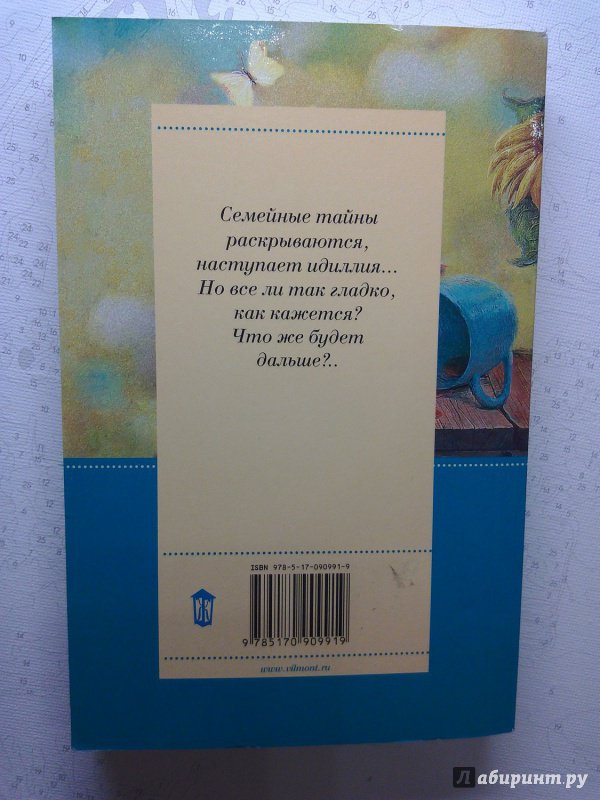 Семейные тайны
раскрываются,
наступает идиллия...
Но все ли так гладко,
как кажется?
Что же будет
дальше?..
ISBN 978-5-17-090991-9
Ж
9 785170 909919
www.vilmont.ru
Лабиринт.ру